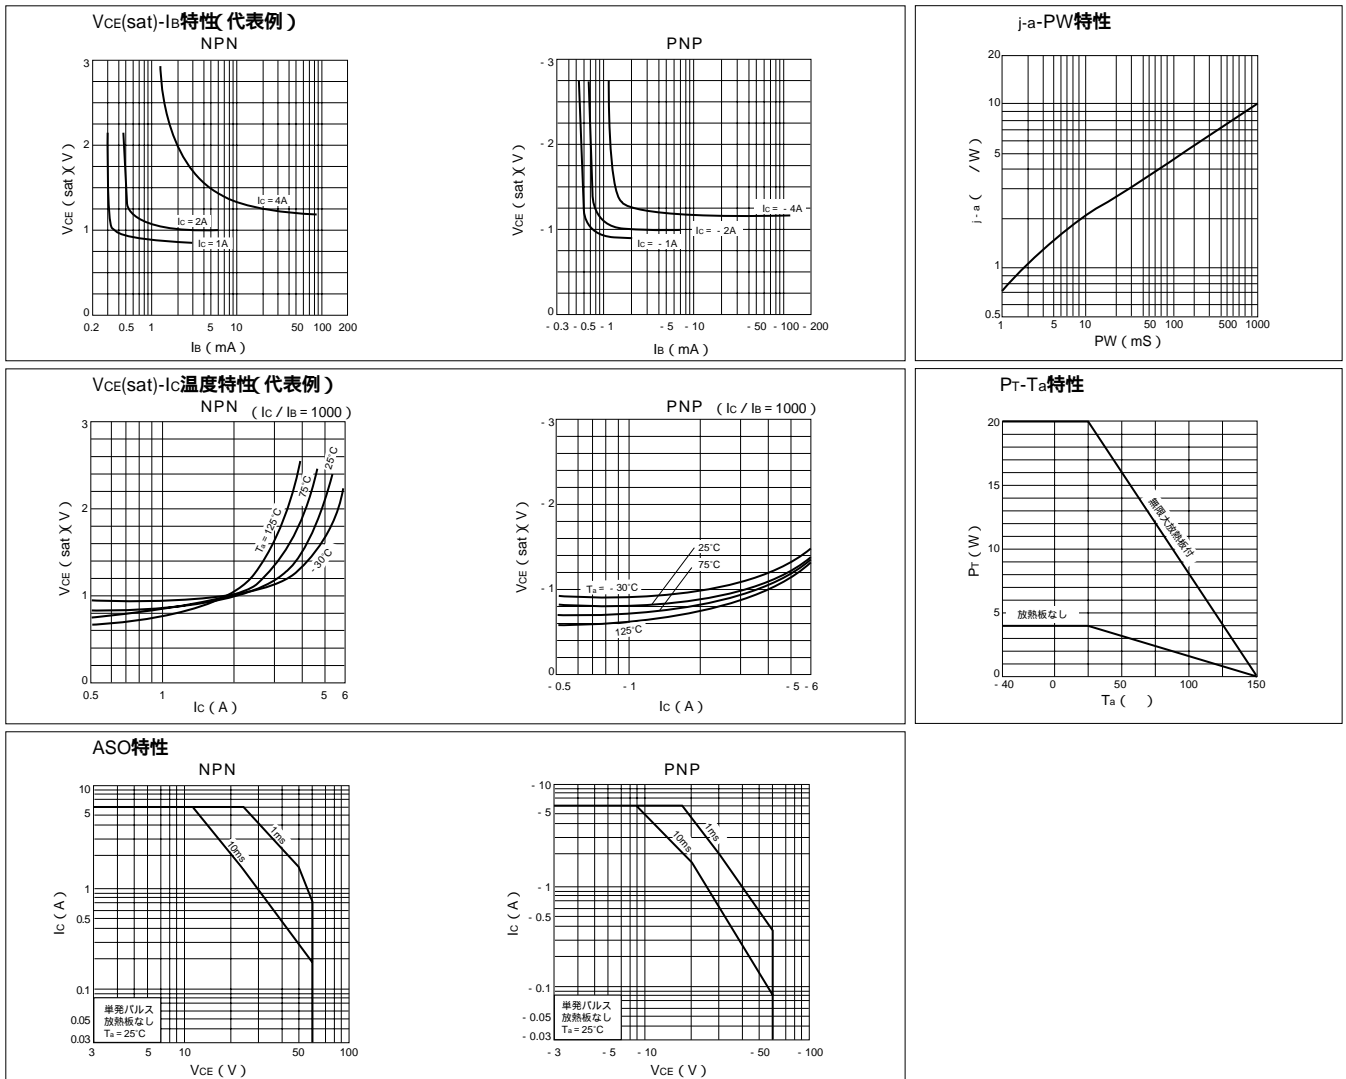 VCE(sat)-IB特性(代表例)
NPN
3
2
1
0
VCE(sat)(V)
IC = 4A
IC = 2A
IC = 1A
0.2 0.5 1 5 10 50 100 200
IB(mA)
PNP
- 3
- 2
- 1
0
VCE(sat)(V)
IC = - 4A
IC = - 2A
IC = - 1A
- 0.3 - 0.5 - 1 - 5 - 10 - 50 - 100 - 200
IB(mA)
j-a-PW特性
20
10
5
1
0.5
j-a( /W)
1 5 10 50 100 500 1000
PW(mS)
VCE(sat)-IC温度特性(代表例)
NPN (IC / IB = 1000)
3
2
1
0
VCE(sat)(V)
Ta = 125°C
75°C
25°C
- 30°C
0.5 1 5 6
IC(A)
PNP (IC / IB = 1000)
- 3
- 2
- 1
0
VCE(sat)(V)
25°C
75°C
Ta = - 30°C
125°C
- 0.5 - 1 - 5 - 6
IC(A)
PT-Ta特性
20
15
10
5
0
PT(W)
無限大放熱板付
放熱板なし
- 40 0 50 100 150
Ta( )
ASO特性
NPN
10
5
1
0.5
0.1
0.05
0.03
IC(A)
1ms
10ms
単発パルス
放熱板なし
Ta = 25°C
3 5 10 50 100
VCE(V)
PNP
- 10
- 5
- 1
- 0.5
- 0.1
- 0.05
- 0.03
IC(A)
1ms
10ms
単発パルス
放熱板なし
Ta = 25°C
- 3 - 5 - 10 - 50 - 100
VCE(V)